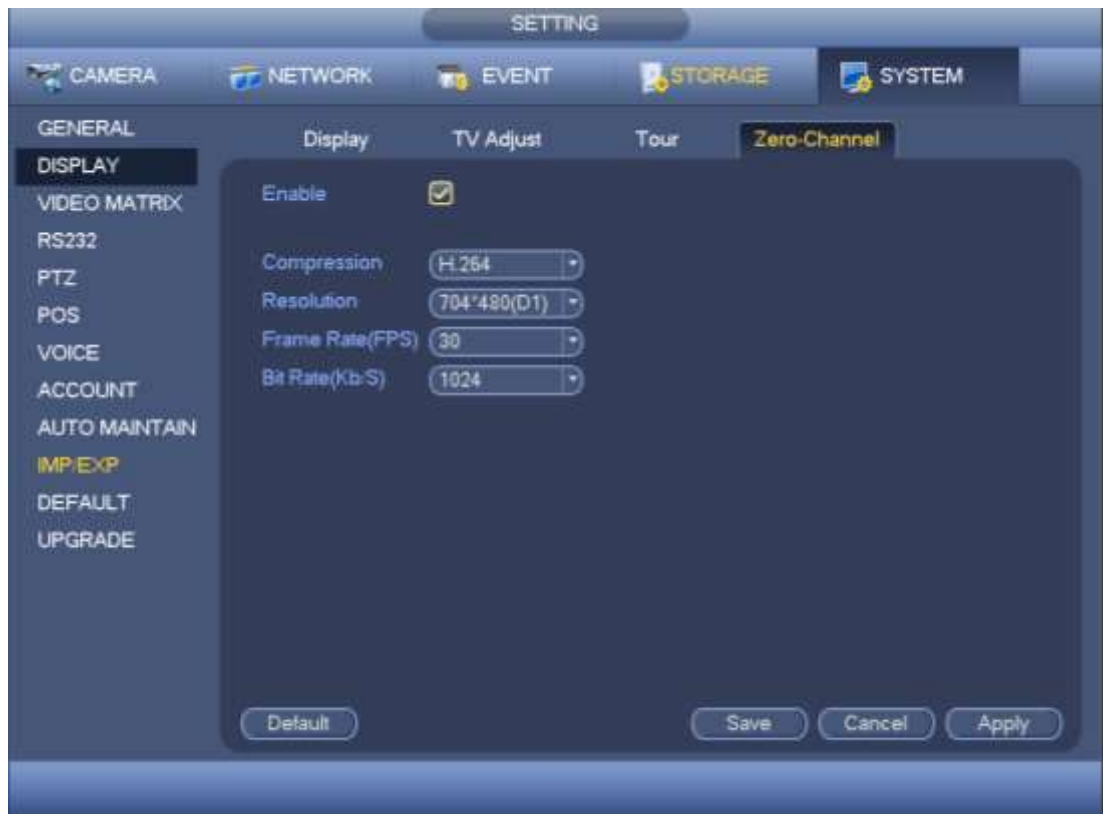 SETTING
CAMERA NETWORK EVENT STORAGE SYSTEM
GENERAL
DISPLAY
VIDEO MATRIX
RS232
PTZ
POS
VOICE
ACCOUNT
AUTO MAINTAIN
IMP/EXP
DEFAULT
UPGRADE
Display TV Adjust Tour Zero-Channel
Enable
Compression H.264
Resolution 704*480(D1)
Frame Rate(FPS) 30
Bit Rate(Kb/S) 1024
Default Save Cancel Apply